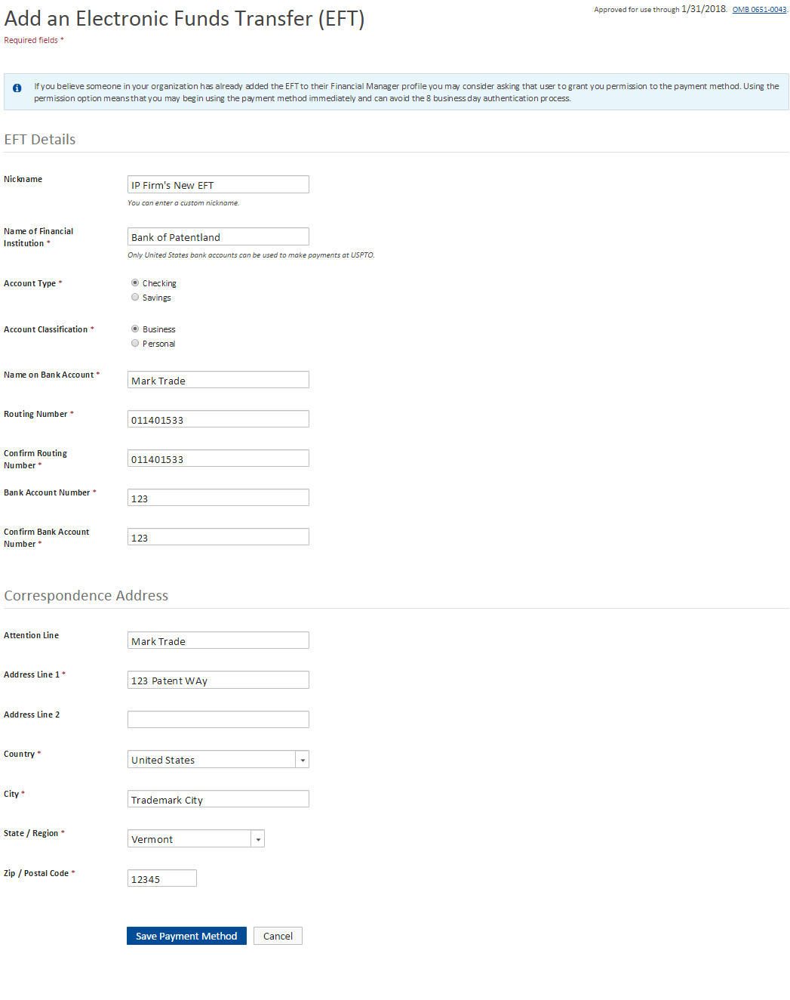 Add an Electronic Funds Transfer (EFT)
Approved for use through 1/31/2018. OMB 0651-0043.
Required fields *
If you believe someone in your organization has already added the EFT to their Financial Manager profile you may consider asking that user to grant you permission to the payment method. Using the
permission option means that you may begin using the payment method immediately and can avoid the 8 business day authentication process.
EFT Details
Nickname
IP Firm's New EFT
You can enter a custom nickname.
Name of Financial
Institution *
Bank of Patentland
Only United States bank accounts can be used to make payments at USPTO.
Account Type *
Checking
Savings
Account Classification *
Business
Personal
Name on Bank Account *
Mark Trade
Routing Number *
011401533
Confirm Routing
Number *
011401533
Bank Account Number *
123
Confirm Bank Account
Number *
123
Correspondence Address
Attention Line
Mark Trade
Address Line 1 *
123 Patent WAy
Address Line 2
Country *
United States
City *
Trademark City
State / Region *
Vermont
Zip / Postal Code *
12345
Save Payment Method
Cancel